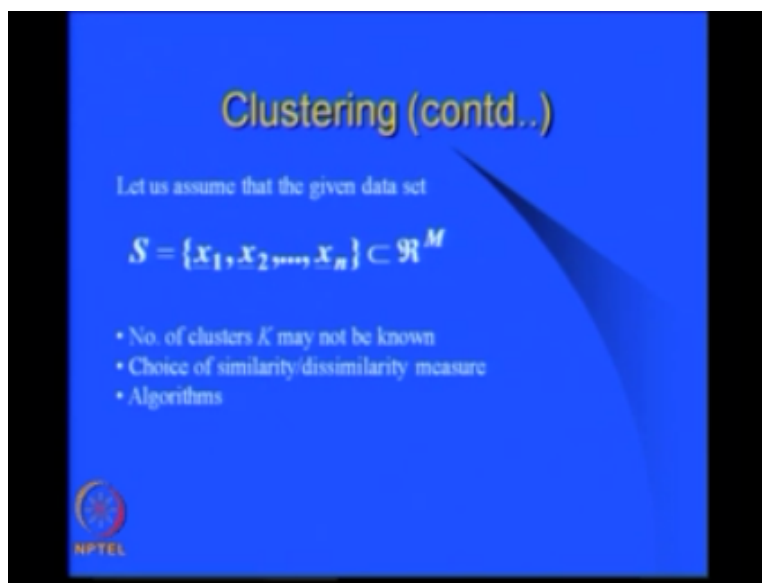 Clustering (contd..)
Let us assume that the given data set
S = {x₁, x₂,..., xₙ} ⊂ ℜᴹ
• No. of clusters K may not be known
• Choice of similarity/dissimilarity measure
• Algorithms
NPTEL